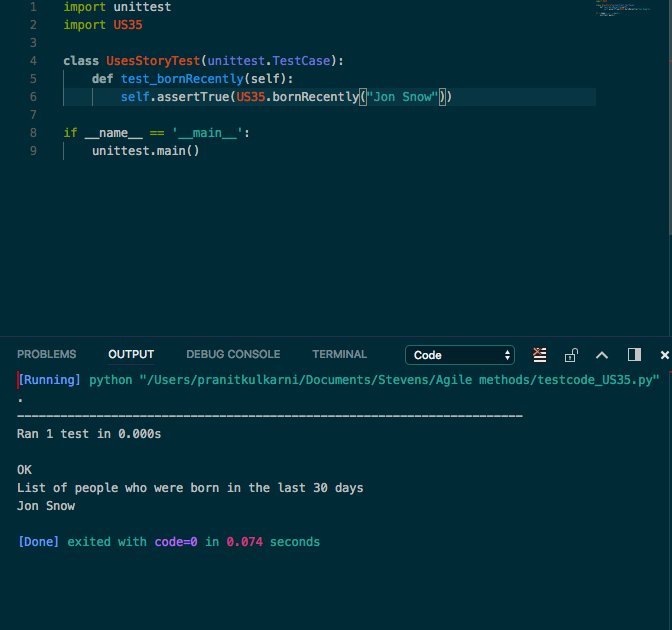 1 import unittest
2 import US35
3
4 class UsesStoryTest(unittest.TestCase):
5     def test_bornRecently(self):
6         self.assertTrue(US35.bornRecently("Jon Snow"))
7
8 if __name__ == '__main__':
9     unittest.main()
PROBLEMS OUTPUT DEBUG CONSOLE TERMINAL Code
[Running] python "/Users/pranitkulkarni/Documents/Stevens/Agile methods/testcode_US35.py"
.
----------------------------------------------------------------------
Ran 1 test in 0.000s
OK
List of people who were born in the last 30 days
Jon Snow
[Done] exited with code=0 in 0.074 seconds